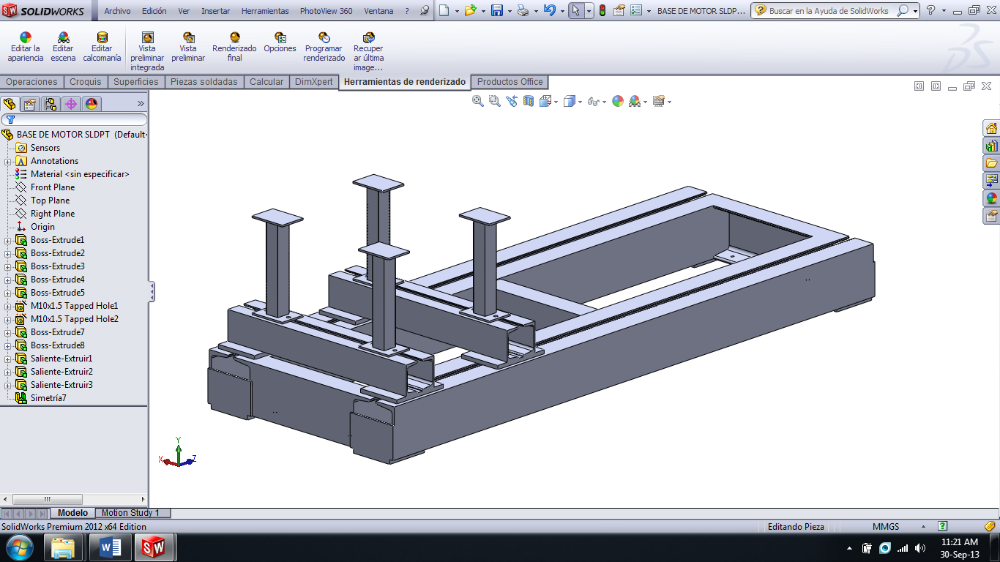 SOLIDWORKS Archivo Edición Ver Insertar Herramientas PhotoView 360 Ventana ? BASE DE MOTOR SLDP... Buscar en la Ayuda de SolidWorks ?
Editar la apariencia
Editar escena
Editar calcomanía
Vista preliminar integrada
Vista preliminar
Renderizado final
Opciones
Programar renderizado
Recuper ar última image...
Operaciones Croquis Superficies Piezas soldadas Calcular DimXpert Herramientas de renderizado Productos Office
BASE DE MOTOR SLDPT (Default
Sensors
Annotations
Material <sin especificar>
Front Plane
Top Plane
Right Plane
Origin
Boss-Extrude1
Boss-Extrude2
Boss-Extrude3
Boss-Extrude4
Boss-Extrude5
M10x1.5 Tapped Hole1
M10x1.5 Tapped Hole2
Boss-Extrude7
Boss-Extrude8
Saliente-Extruir1
Saliente-Extruir2
Saliente-Extruir3
Simetría7
Y
X Z
Modelo Motion Study 1
SolidWorks Premium 2012 x64 Edition Editando Pieza MMGS
11:21 AM
30-Sep-13